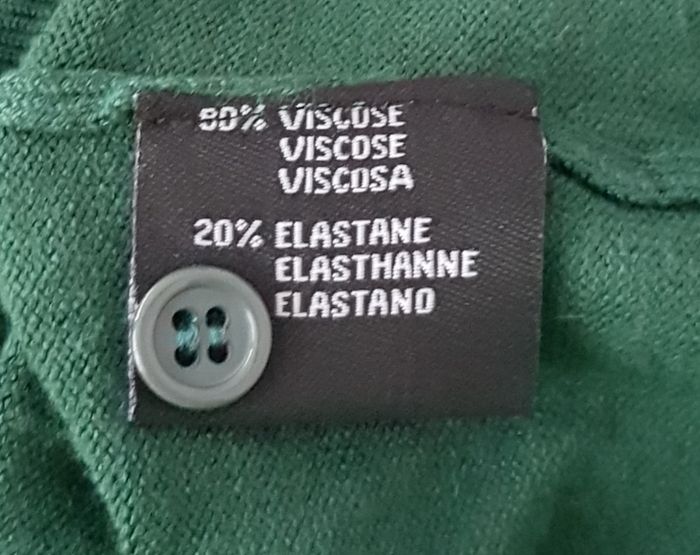 80% VISCOSE
VISCOSE
VISCOSA
20% ELASTANE
ELASTHANNE
ELASTANO